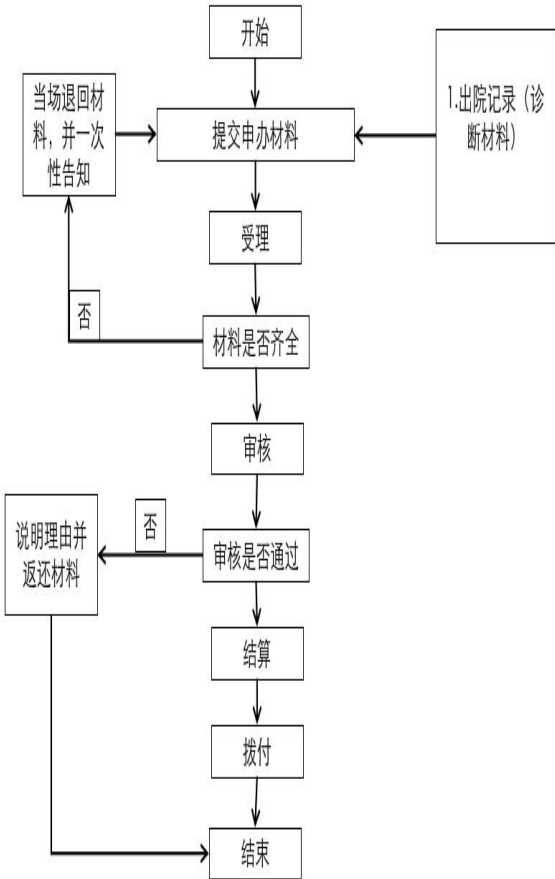 开始
当场退回材
料，并一次
性告知
提交申办材料
1.出院记录（诊
断材料）
受理
否
材料是否齐全
审核
说明理由并
返还材料
否
审核是否通过
结算
拨付
结束